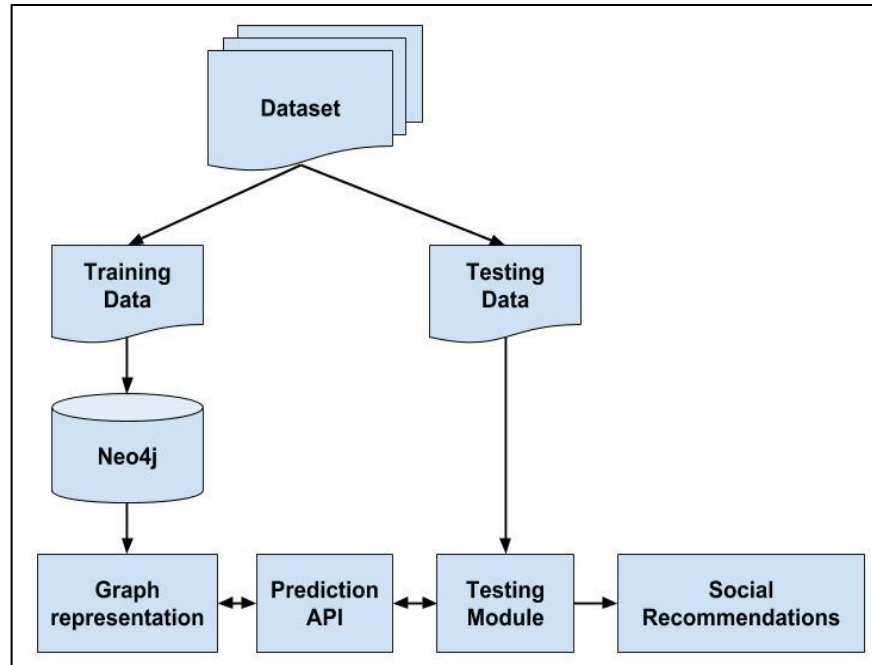 Dataset
Training
Data
Testing
Data
Neo4j
Graph
representation
Prediction
API
Testing
Module
Social
Recommendations